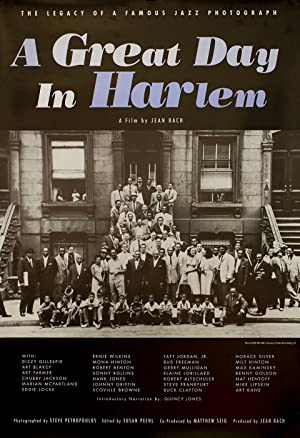 THE LEGACY OF A FAMOUS JAZZ PHOTOGRAPH
A Great Day
In Harlem
A Film by JEAN BACH
WITH:
DIZZY GILLESPIE
ART BLAKEY
ART FARMER
CHUBBY JACKSON
MARIAN MCPARTLAND
EDDIE LOCKE
ERNIE WILKINS
MONA HINTON
ROBERT BENTON
SONNY ROLLINS
HANK JONES
JOHNNY GRIFFIN
SCOVILLE BROWNE
TAFT JORDAN, JR.
BUD FREEMAN
GERRY MULLIGAN
ELAINE LORILLARD
ROBERT ALTSCHULER
STEVE FRANKFURT
BUCK CLAYTON
HORACE SILVER
MILT HINTON
MAX KAMINSKY
BENNY GOLSON
NAT HENTOFF
MIKE LIPSKIN
ART KANE
Introductory Narration By: QUINCY JONES
Photographed by STEVE PETROPOULOS
Edited by SUSAN PEEHL
Co-Produced by MATTHEW SEIG
Produced by JEAN BACH